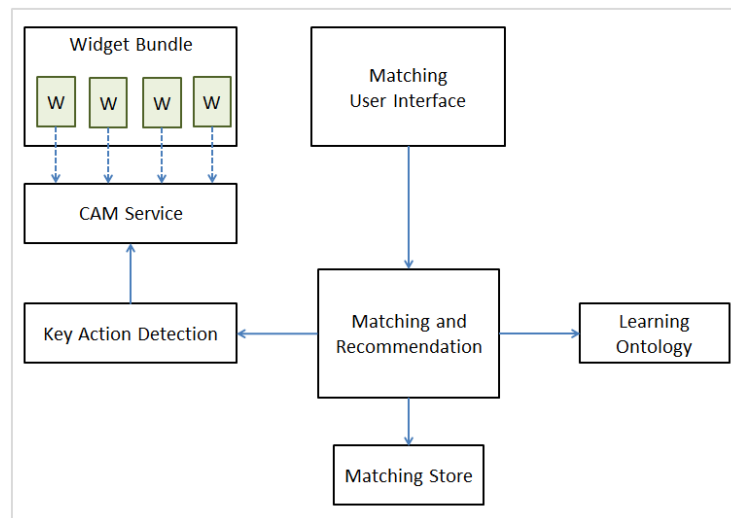 Widget Bundle
W W W W
Matching
User Interface
CAM Service
Key Action Detection
Matching and
Recommendation
Learning
Ontology
Matching Store